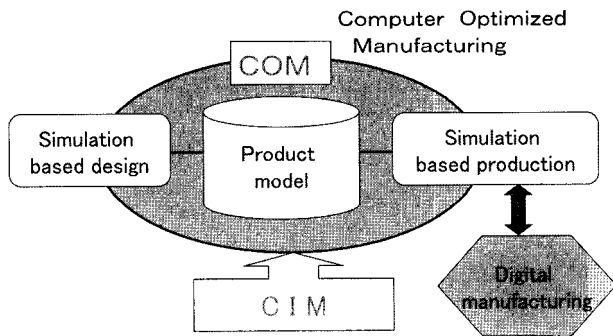 Computer Optimized
Manufacturing
COM
Simulation
based design
Product
model
Simulation
based production
CIM
Digital
manufacturing